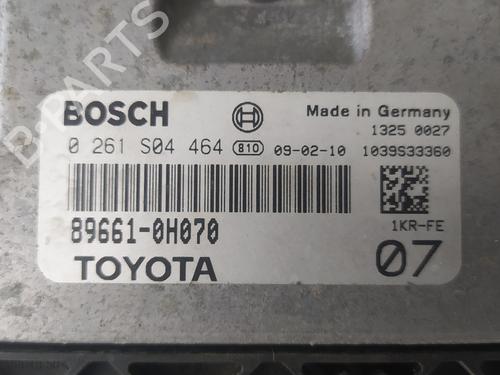 B-PARTS
BOSCH
Made in Germany
1325 0027
0 261 S04 464 810 09-02-10 1039S33360
89661-0H070
1KR-FE
TOYOTA
07